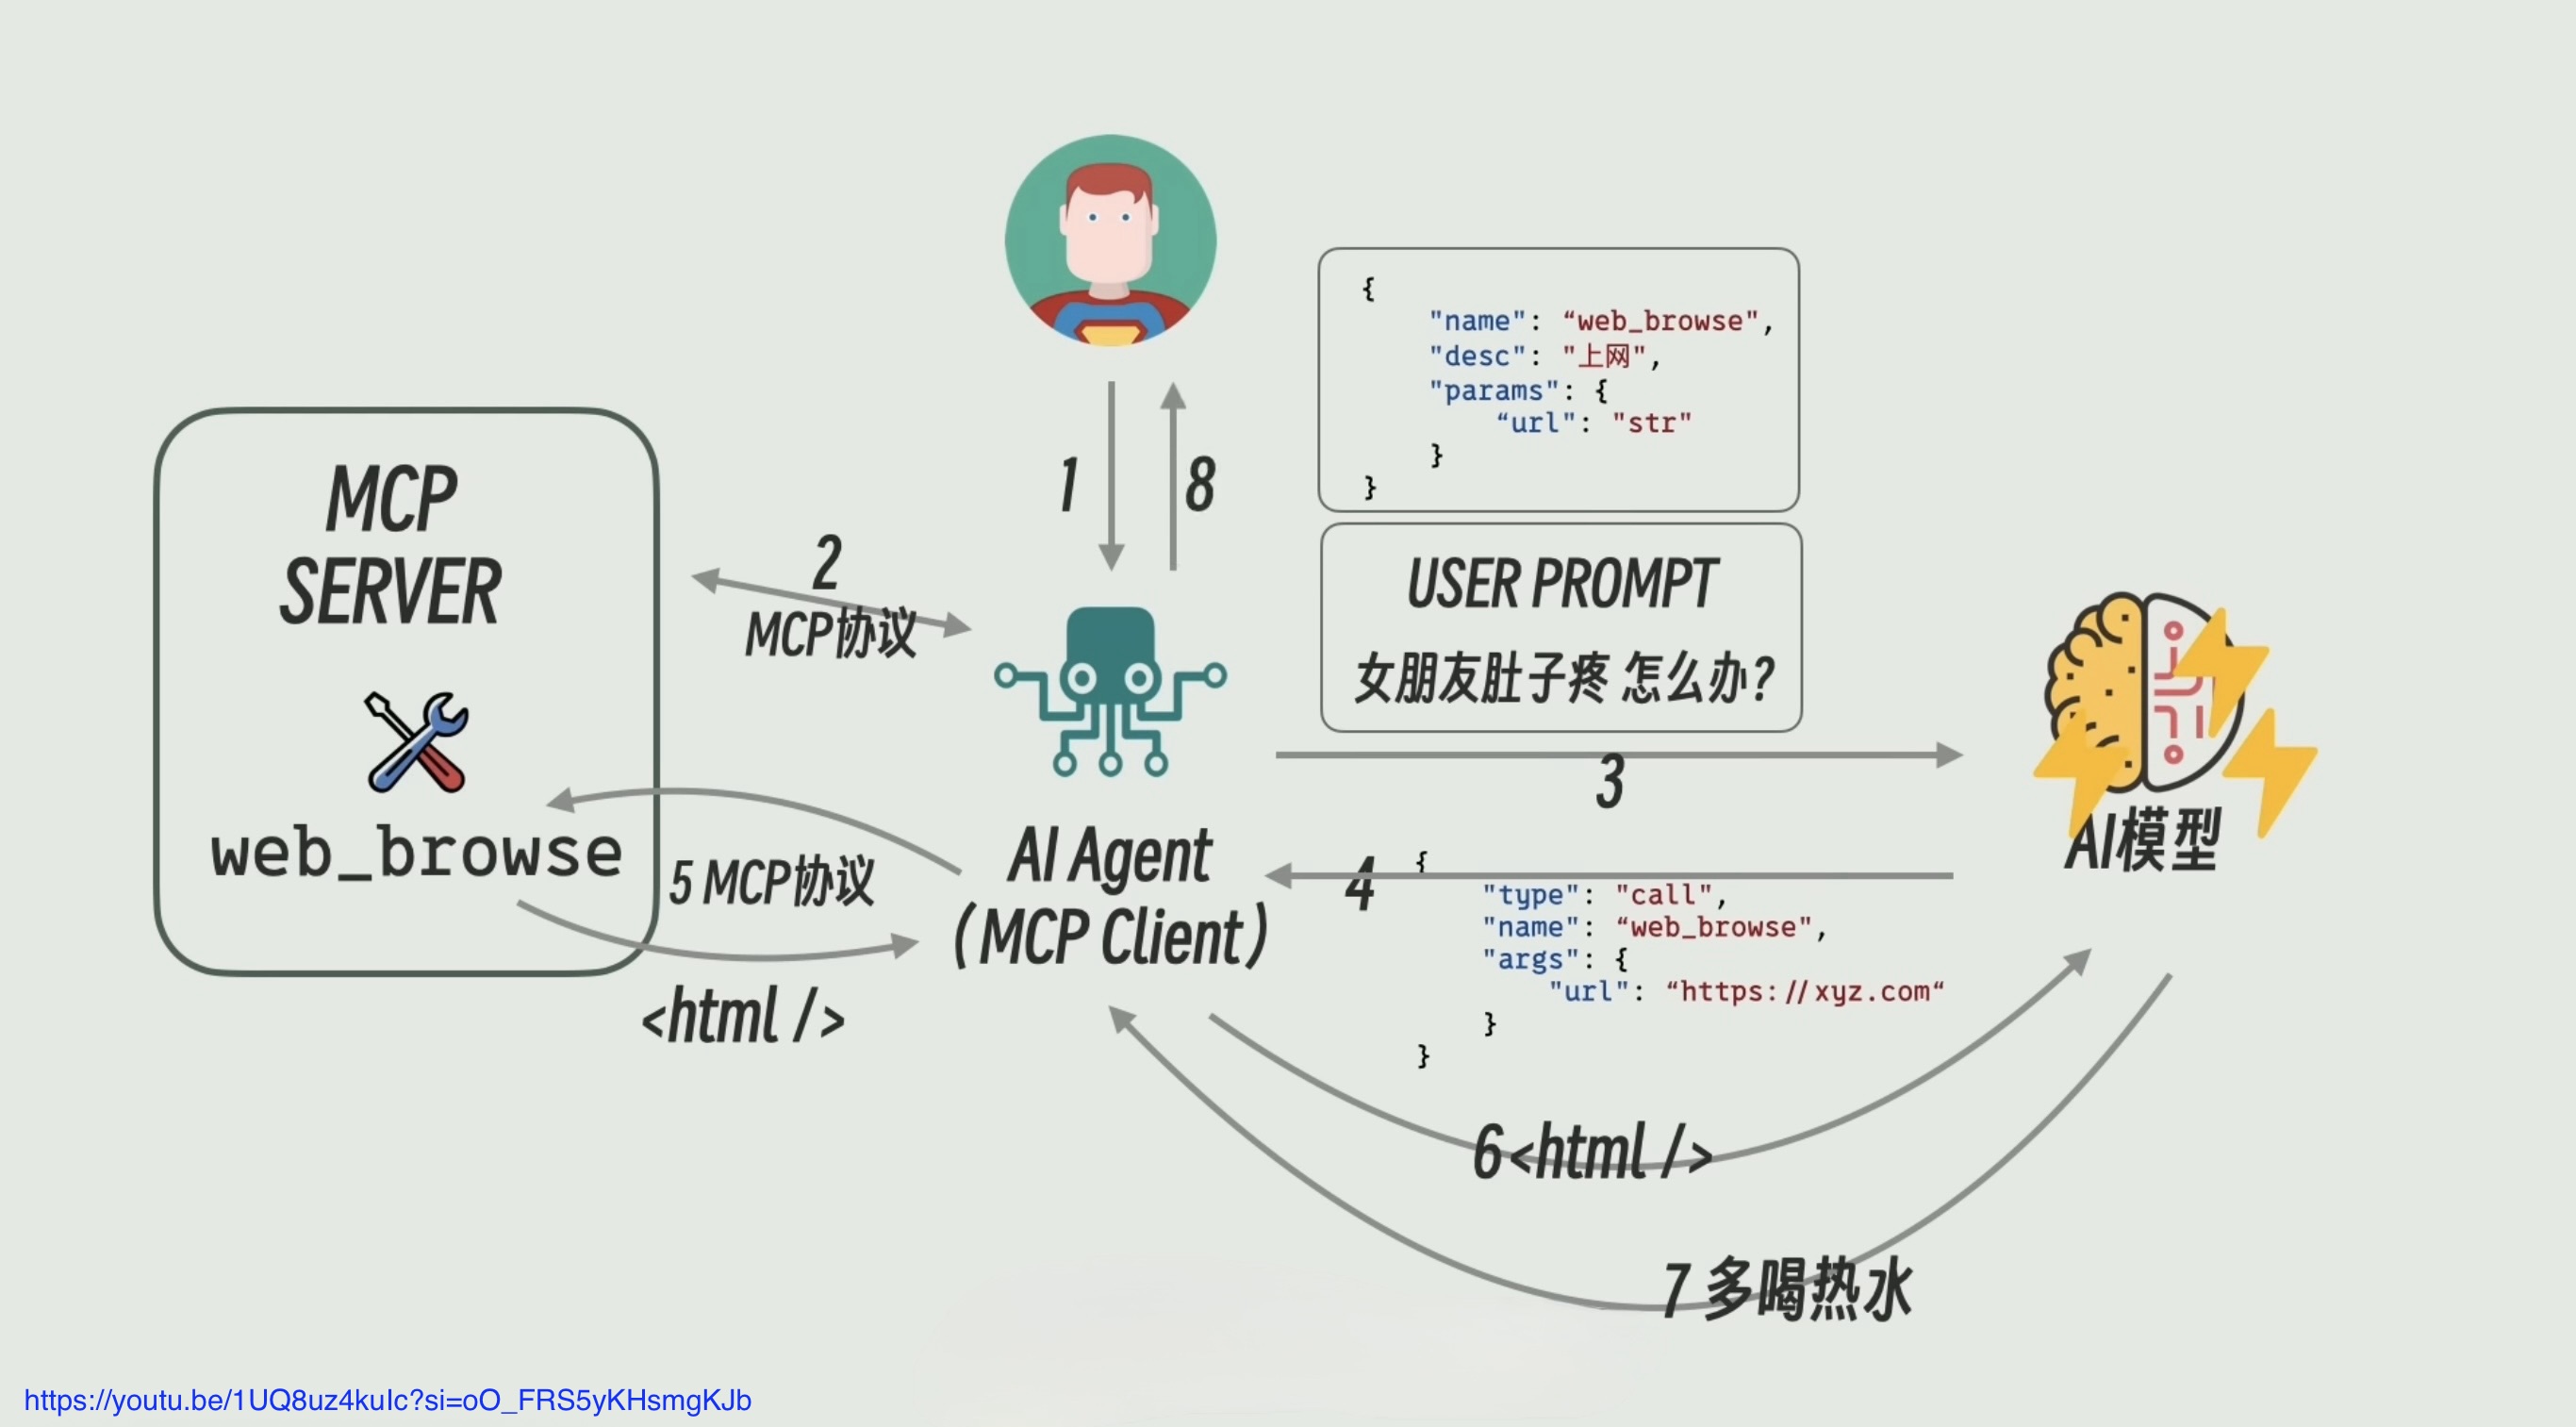 {
"name": “web_browse",
"desc": "上网",
"params": {
“url": "str"
}
}
MCP
SERVER
1
8
2
MCP协议
USER PROMPT
女朋友肚子疼 怎么办?
3
web_browse
5 MCP协议
<html />
AI Agent
(MCP Client)
AI模型
4
{
"type": "call",
"name": “web_browse",
"args": {
"url": “https://xyz.com“
}
}
6<html />
7 多喝热水
https://youtu.be/1UQ8uz4kuIc?si=oO_FRS5yKHsmgKJb